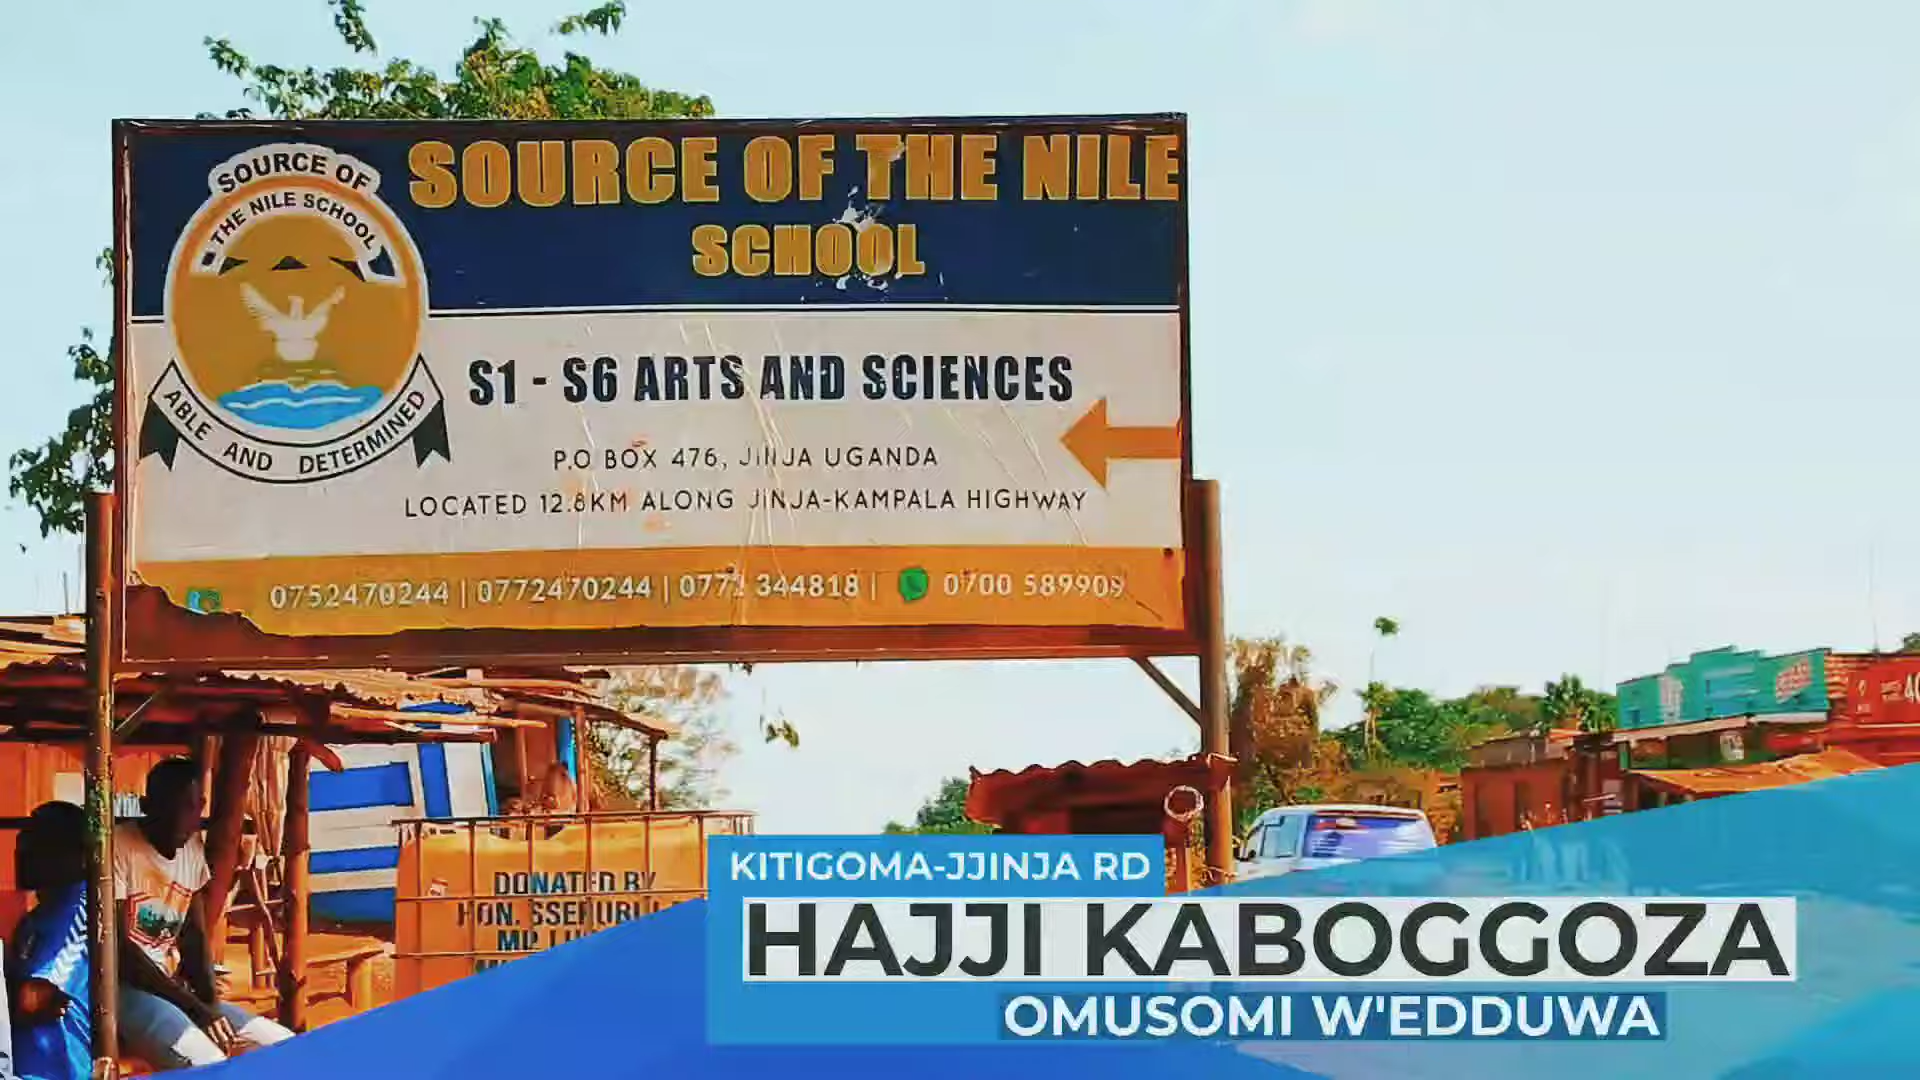 SOURCE OF
THE NILE SCHOOL
ABLE AND DETERMINED
SOURCE OF THE NILE
SCHOOL
S1 - S6 ARTS AND SCIENCES
P.O BOX 476, JINJA UGANDA
LOCATED 12.8KM ALONG JINJA-KAMPALA HIGHWAY
0752470244 | 0772470244 | 0772 344818 | 0700 589909
DONATED BY
HON.
MP
KITIGOMA-JJINJA RD
HAJJI KABOGGOZA
OMUSOMI W'EDDUWA